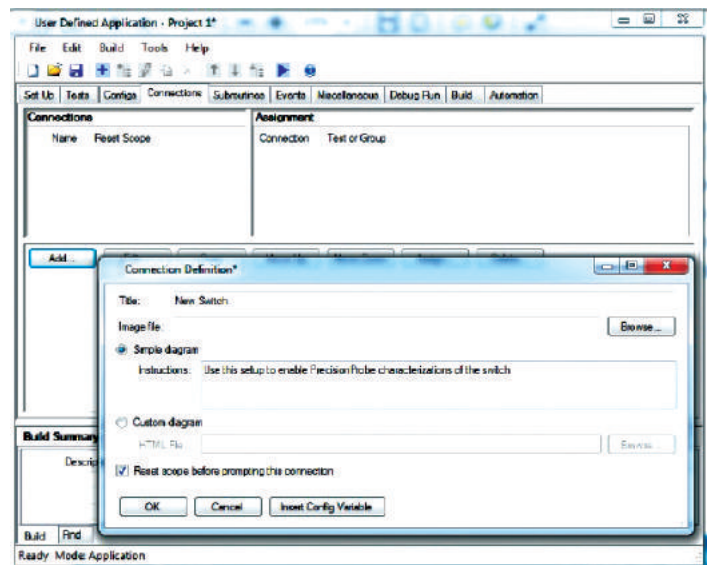 User Defined Application - Project 1*
File Edit Build Tools Help
Set Up Tests Configs Connections Subroutines Events Miscellaneous Debug Run Build Automation
Connections
Assignment
Name Reset Scope
Connection Test or Group
Add...
Connection Definition*
Title: New Switch
Image file:
Browse...
Simple diagram
Instructions: Use this setup to enable PrecisionProbe characterizations of the switch
Custom diagram
HTML File
Browse...
Reset scope before prompting this connection
OK Cancel Insert Config Variable
Build Summary
Descrip
Build Find
Ready Mode: Application